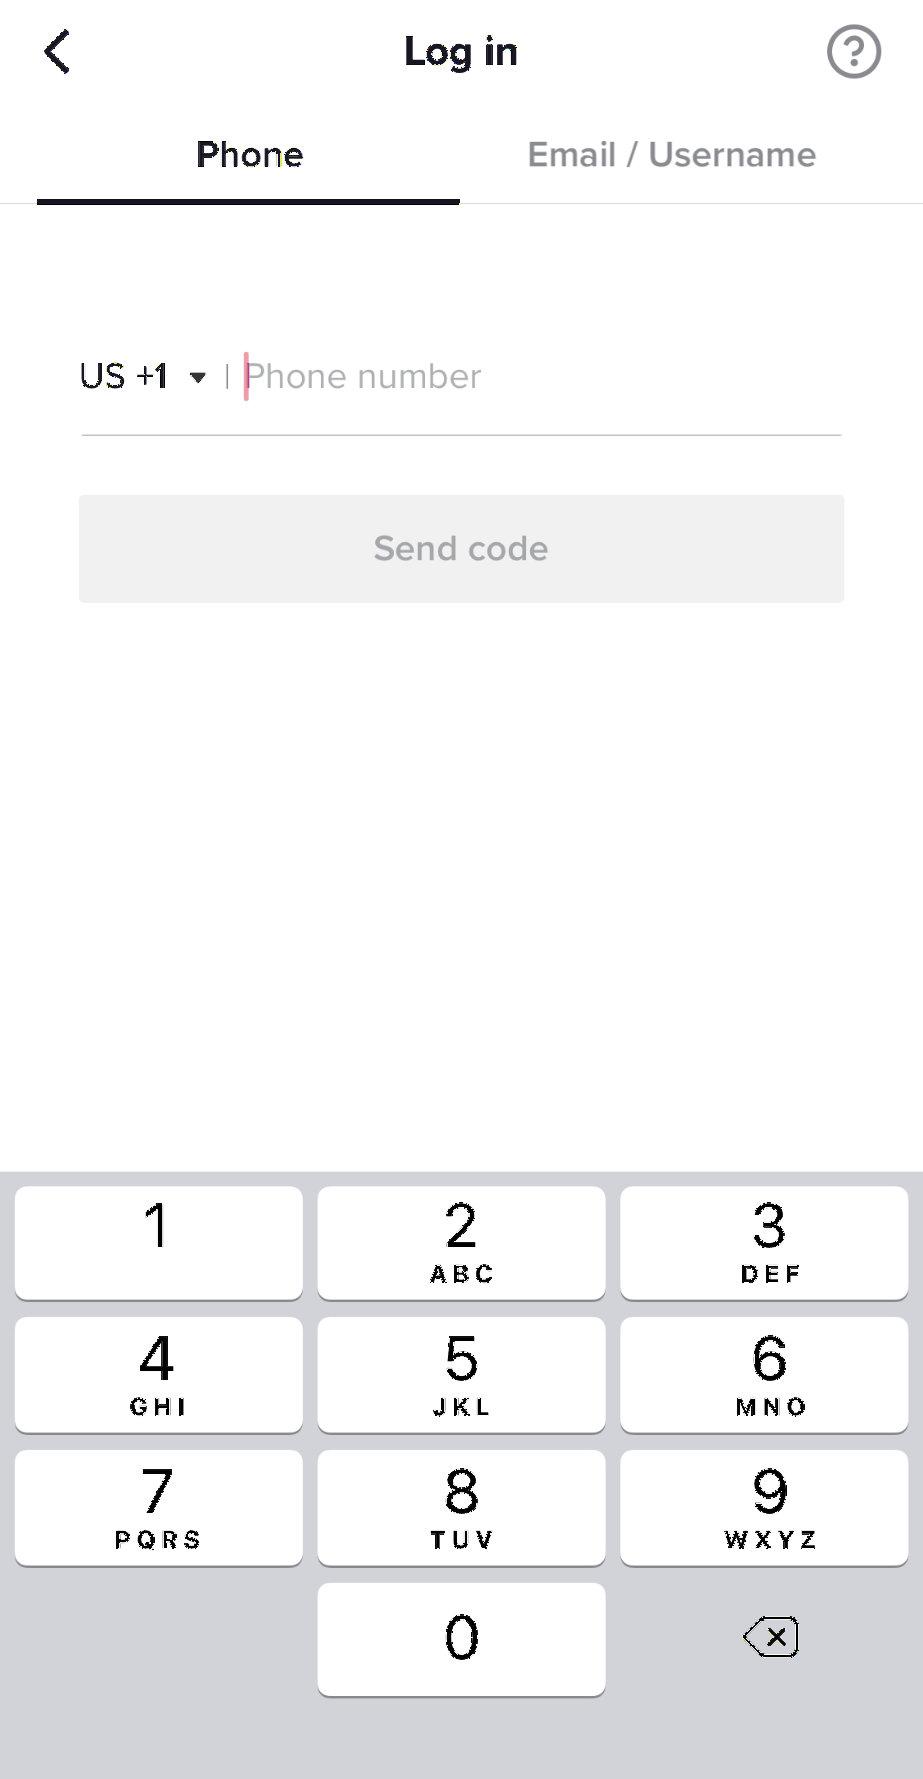 Log in
Phone Email / Username
US +1 Phone number
Send code
1 2 3
ABC DEF
4 5 6
GHI JKL MNO
7 8 9
PQRS TUV WXYZ
0